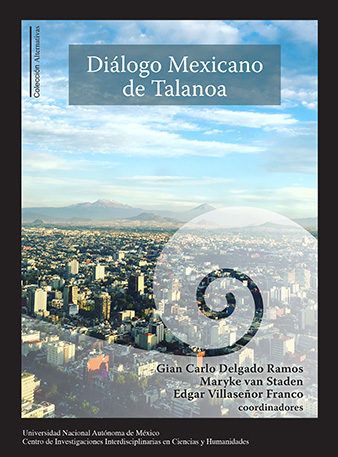 Colección Alternativas
Diálogo Mexicano
de Talanoa
Gian Carlo Delgado Ramos
Maryke van Staden
Edgar Villaseñor Franco
coordinadores
Universidad Nacional Autónoma de México
Centro de Investigaciones Interdisciplinarias en Ciencias y Humanidades